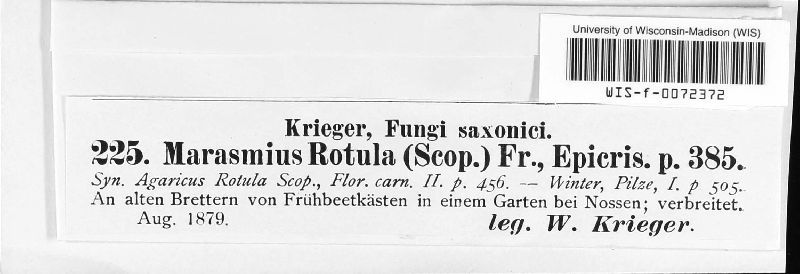 University of Wisconsin-Madison (WIS)
WIS-f-0072372
Krieger, Fungi saxonici.
225. Marasmius Rotula (Scop.) Fr., Epicris. p. 385.
Syn. Agaricus Rotula Scop., Flor. carn. II. p. 456. — Winter, Pilze, I. p 505.
An alten Brettern von Frühbeetkästen in einem Garten bei Nossen; verbreitet.
Aug. 1879.
leg. W. Krieger.